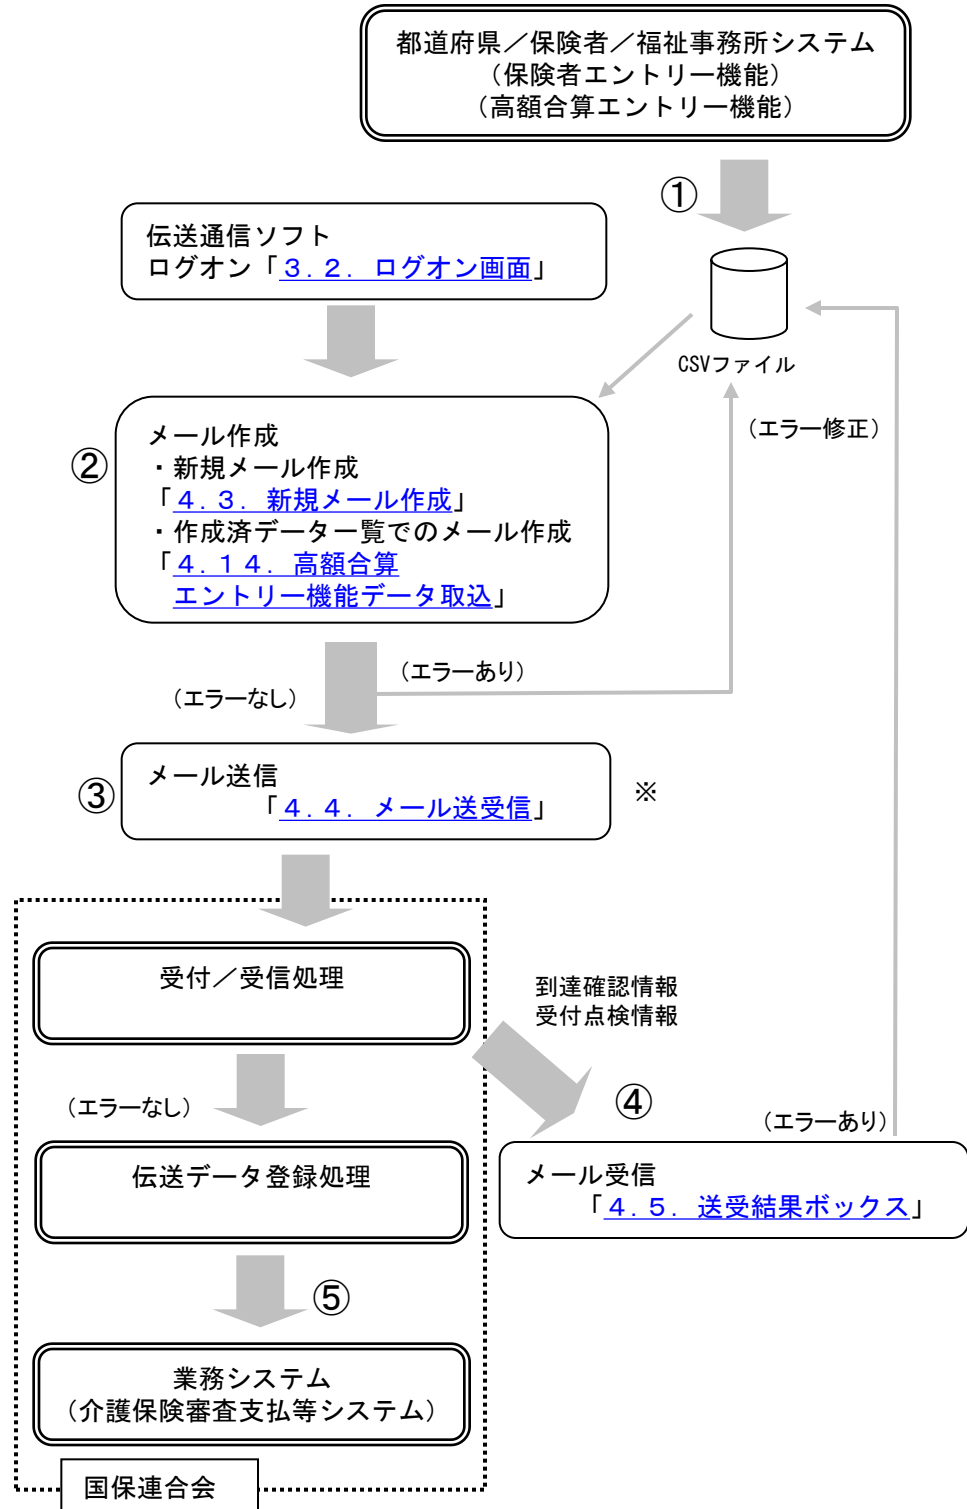 都道府県／保険者／福祉事務所システム
（保険者エントリー機能）
（高額合算エントリー機能）
①
伝送通信ソフト
ログオン「３．２．ログオン画面」
CSVファイル
（エラー修正）
②
メール作成
・新規メール作成
「４．３．新規メール作成」
・作成済データ一覧でのメール作成
「４．１４．高額合算
エントリー機能データ取込」
（エラーあり）
（エラーなし）
③
メール送信
「４．４．メール送受信」
※
受付／受信処理
到達確認情報
受付点検情報
④
（エラーなし）
（エラーあり）
伝送データ登録処理
メール受信
「４．５．送受結果ボックス」
⑤
業務システム
（介護保険審査支払等システム）
国保連合会